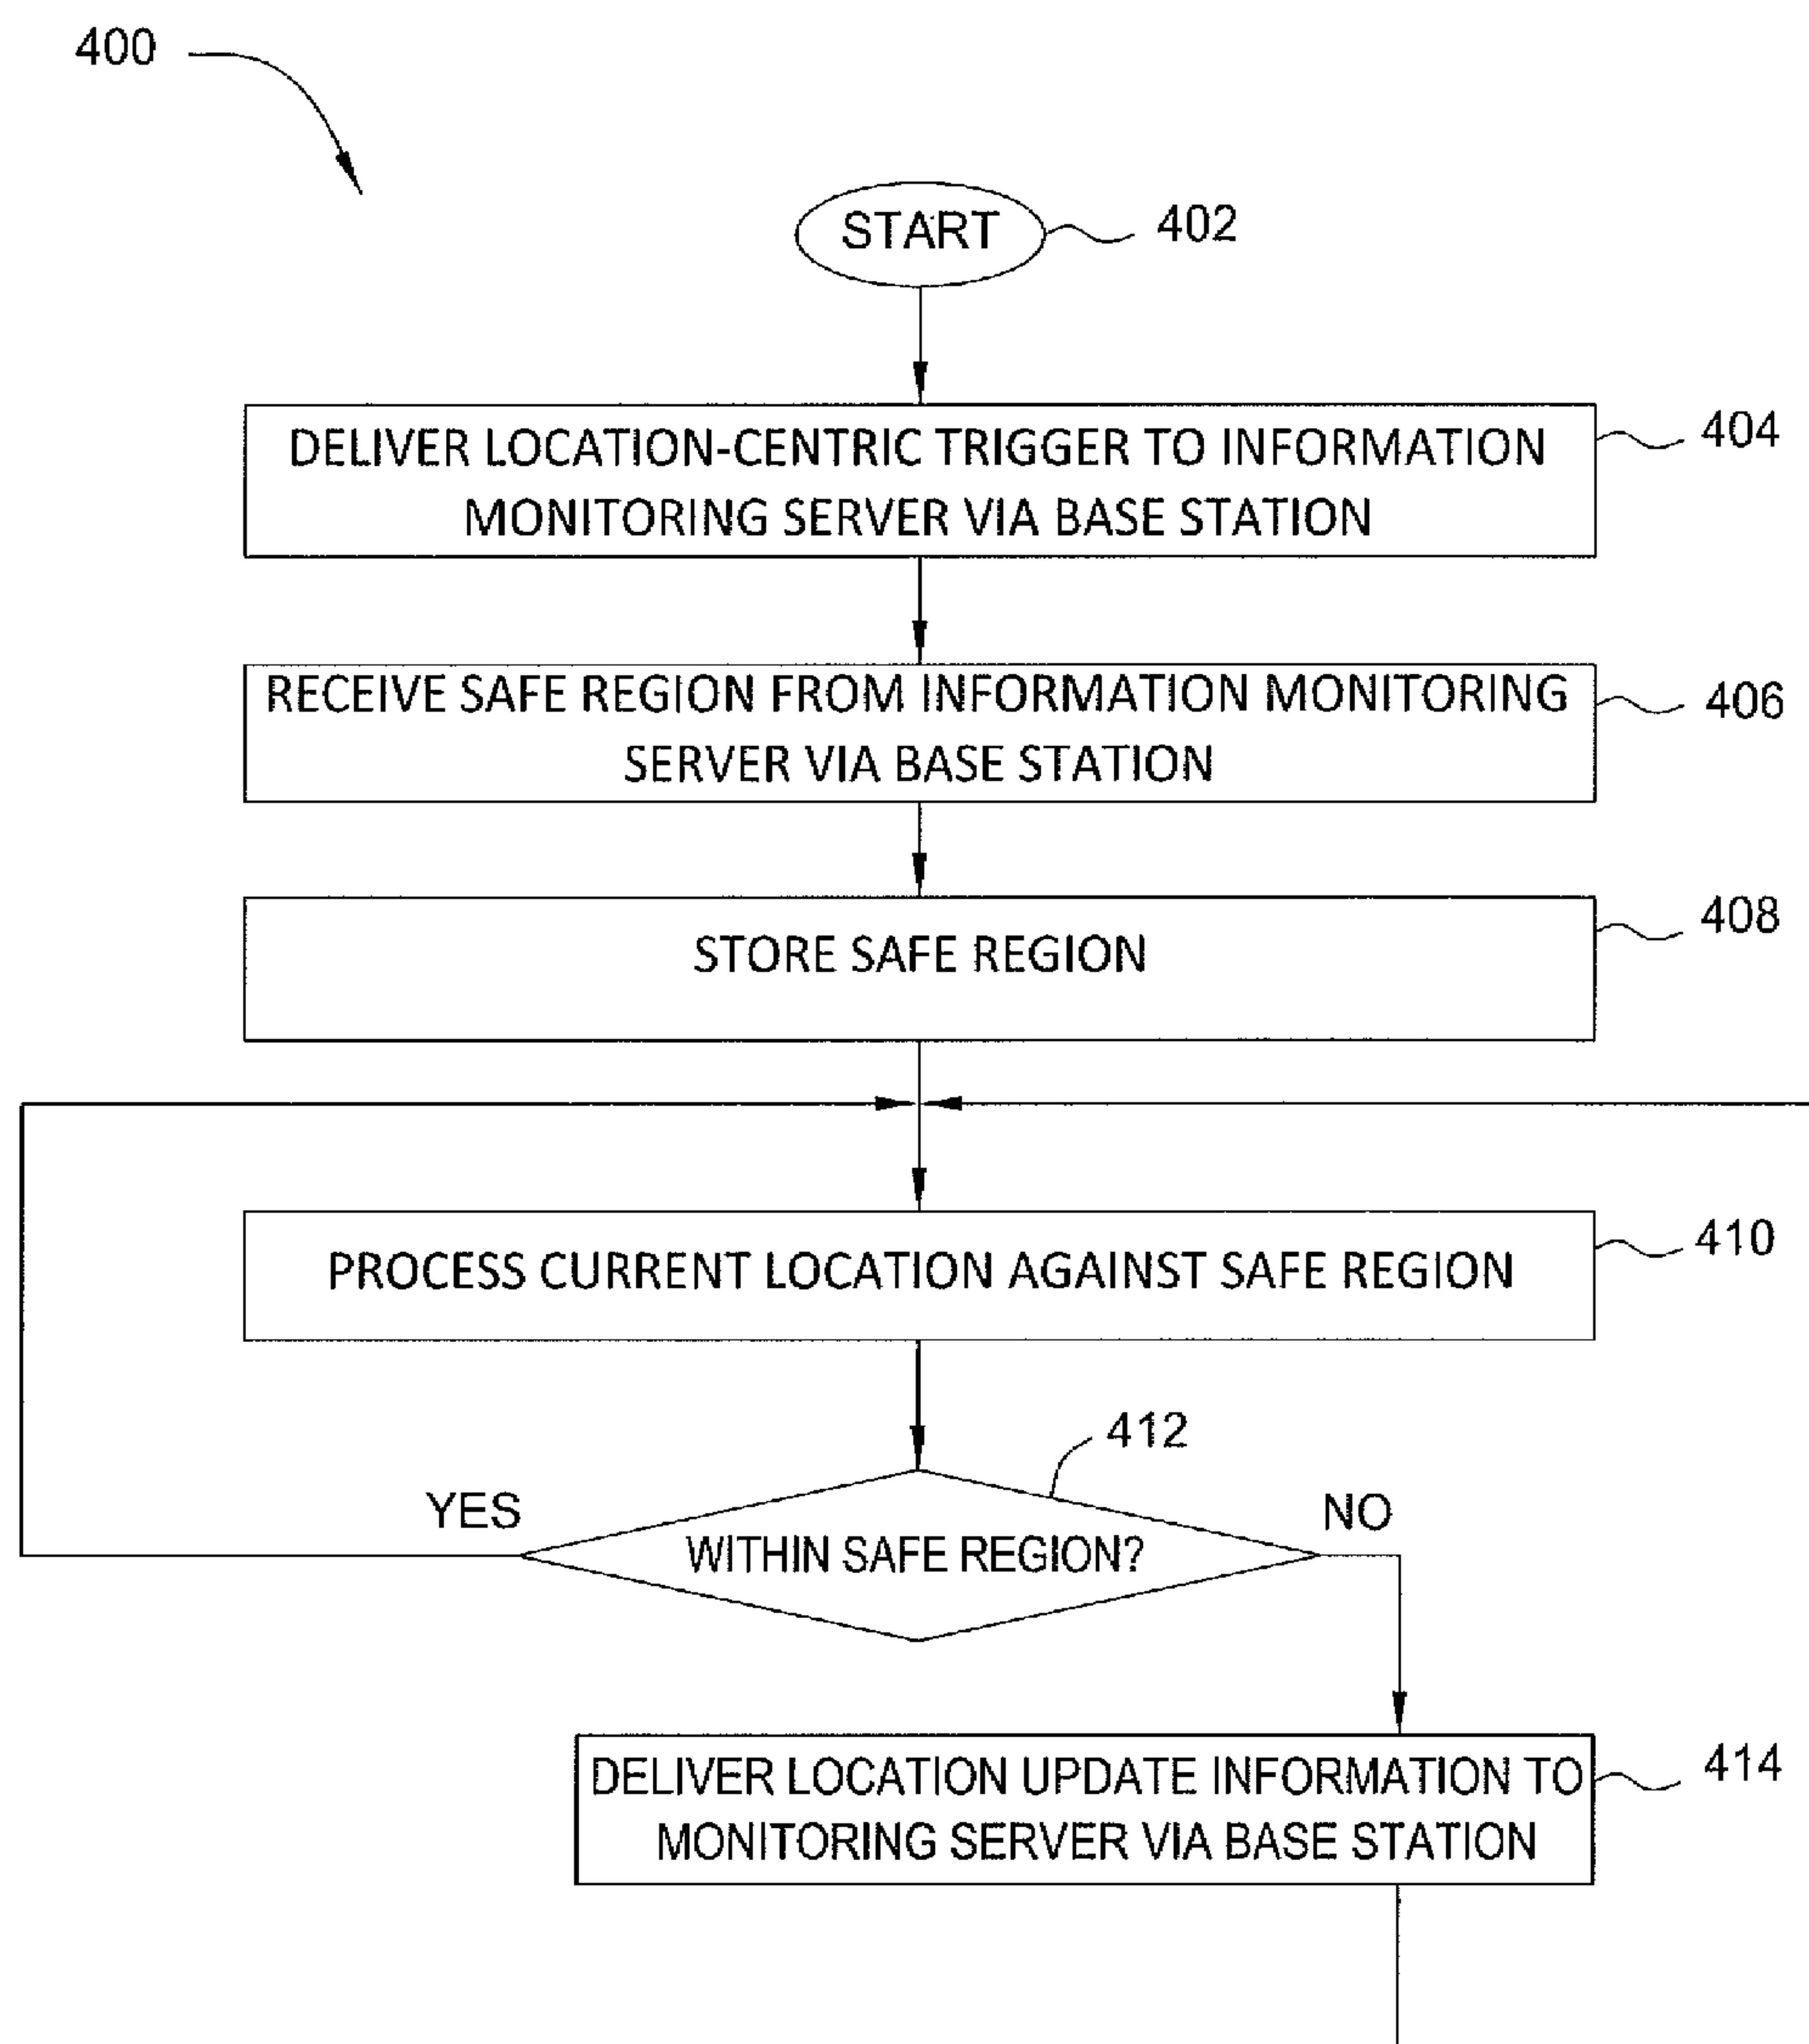 400
START
402
DELIVER LOCATION-CENTRIC TRIGGER TO INFORMATION
MONITORING SERVER VIA BASE STATION
404
RECEIVE SAFE REGION FROM INFORMATION MONITORING
SERVER VIA BASE STATION
406
STORE SAFE REGION
408
PROCESS CURRENT LOCATION AGAINST SAFE REGION
410
412
YES
NO
WITHIN SAFE REGION?
DELIVER LOCATION UPDATE INFORMATION TO
MONITORING SERVER VIA BASE STATION
414